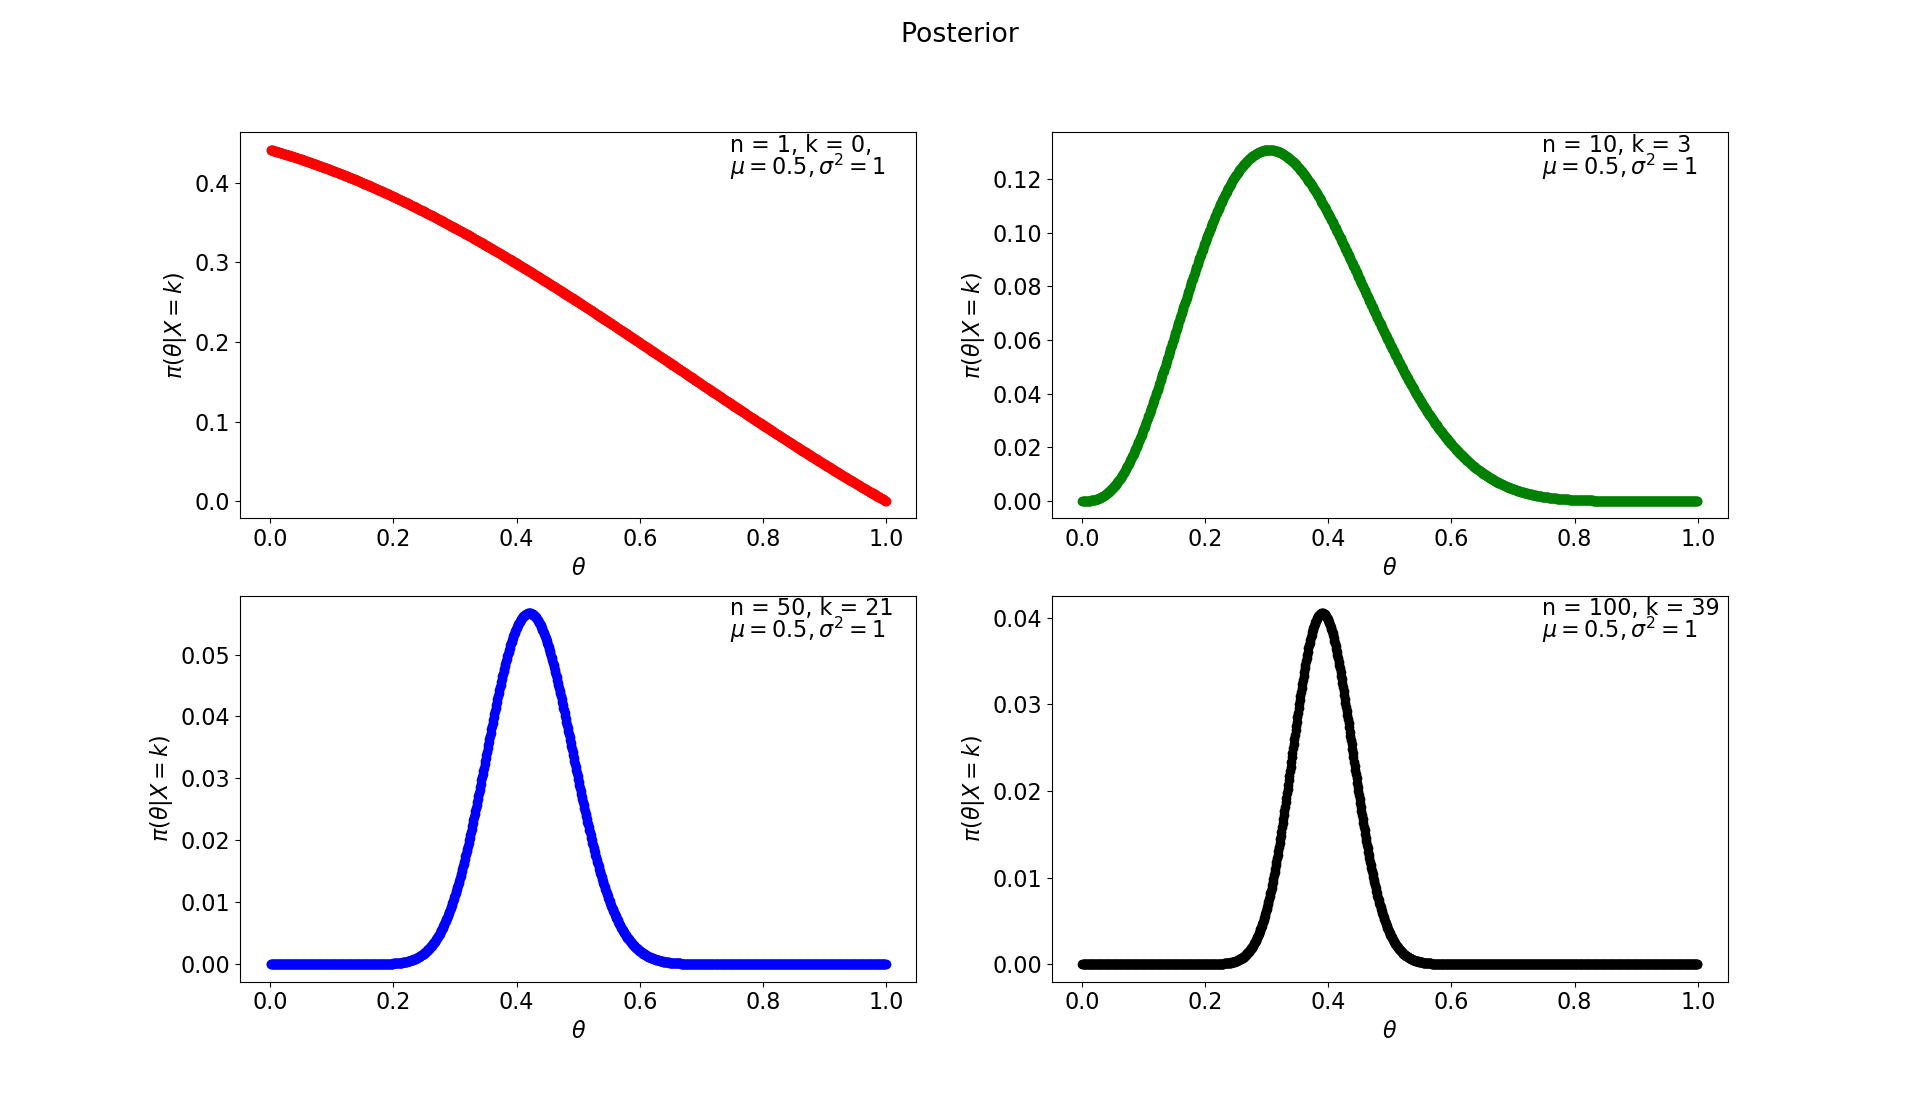 Posterior
n = 1, k = 0,
μ = 0.5, σ² = 1
π(θ|X = k)
0.4
0.3
0.2
0.1
0.0
0.0 0.2 0.4 0.6 0.8 1.0
θ
n = 10, k = 3
μ = 0.5, σ² = 1
π(θ|X = k)
0.12
0.10
0.08
0.06
0.04
0.02
0.00
0.0 0.2 0.4 0.6 0.8 1.0
θ
n = 50, k = 21
μ = 0.5, σ² = 1
π(θ|X = k)
0.05
0.04
0.03
0.02
0.01
0.00
0.0 0.2 0.4 0.6 0.8 1.0
θ
n = 100, k = 39
μ = 0.5, σ² = 1
π(θ|X = k)
0.04
0.03
0.02
0.01
0.00
0.0 0.2 0.4 0.6 0.8 1.0
θ